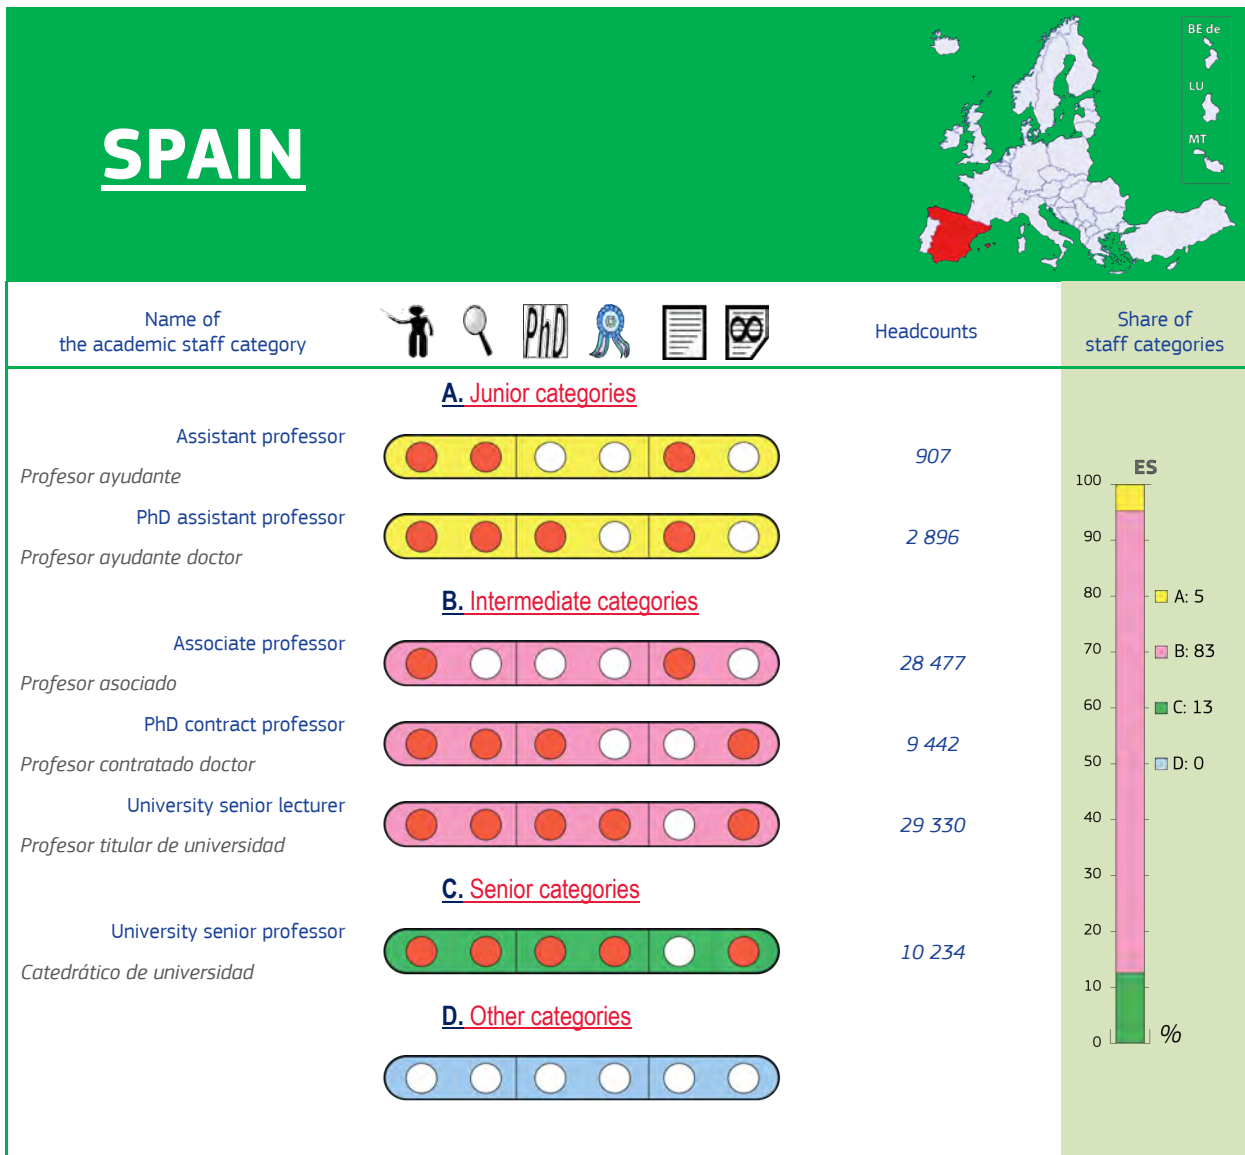 BE de
LU
MT
SPAIN
Name of
the academic staff category
PhD
∞
Headcounts
Share of
staff categories
A. Junior categories
Assistant professor
Profesor ayudante
907
PhD assistant professor
Profesor ayudante doctor
2 896
B. Intermediate categories
Associate professor
Profesor asociado
28 477
PhD contract professor
Profesor contratado doctor
9 442
University senior lecturer
Profesor titular de universidad
29 330
C. Senior categories
University senior professor
Catedrático de universidad
10 234
D. Other categories
ES
100
90
80
70
60
50
40
30
20
10
0
%
A: 5
B: 83
C: 13
D: 0